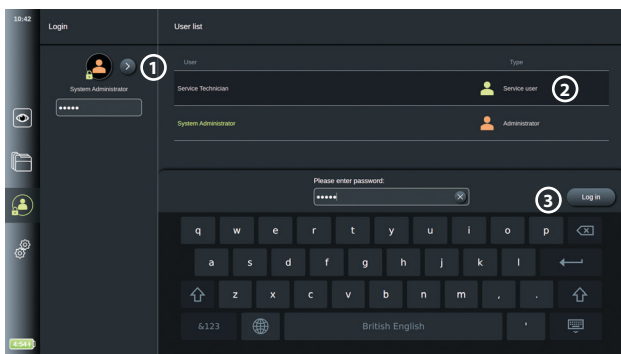 10:42
Login
User list
1
User
Type
Service Technician
Service user
2
System Administrator
•••••
System Administrator
Administrator
Please enter password:
•••••
3
Log in
q w e r t y u i o p
a s d f g h j k l
z x c v b n m , .
&123
British English
'
4:54